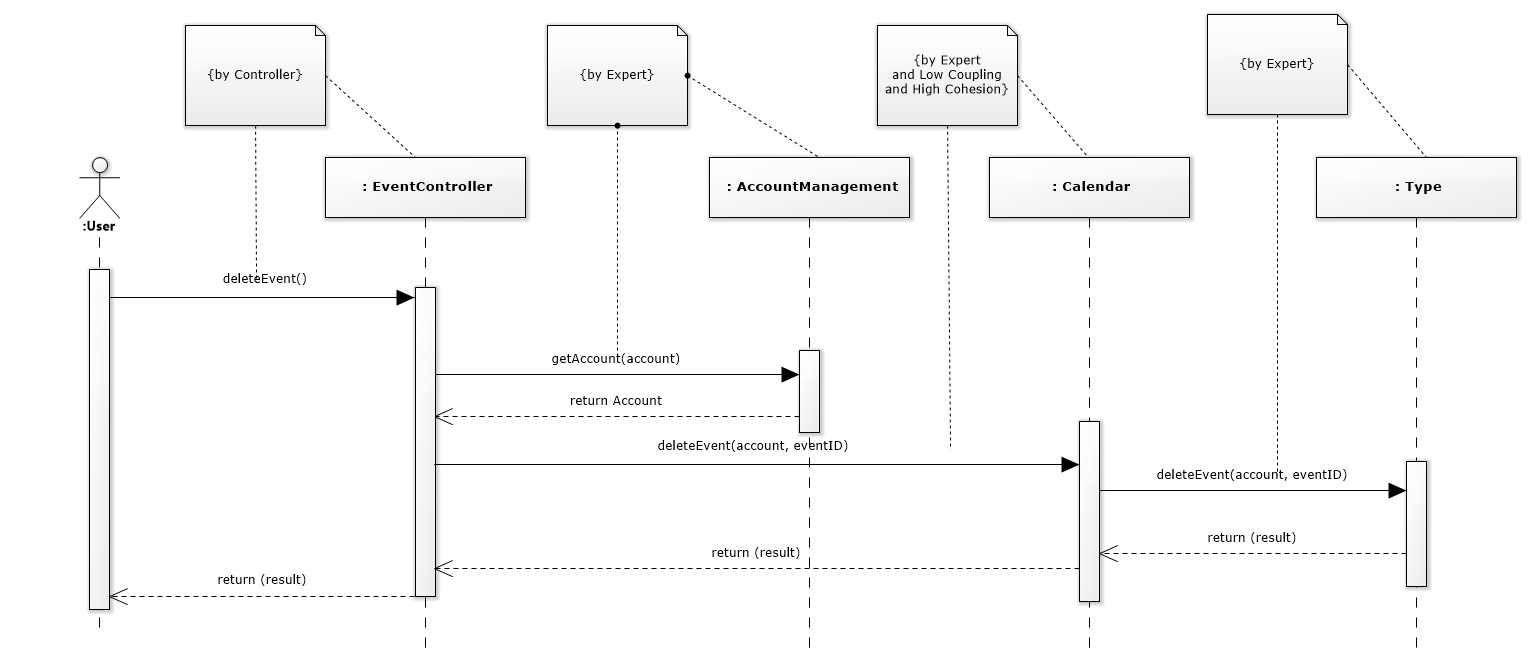 {by Controller}
{by Expert}
{by Expert
and Low Coupling
and High Cohesion}
{by Expert}
:User
: EventController
: AccountManagement
: Calendar
: Type
deleteEvent()
getAccount(account)
return Account
deleteEvent(account, eventID)
deleteEvent(account, eventID)
return (result)
return (result)
return (result)